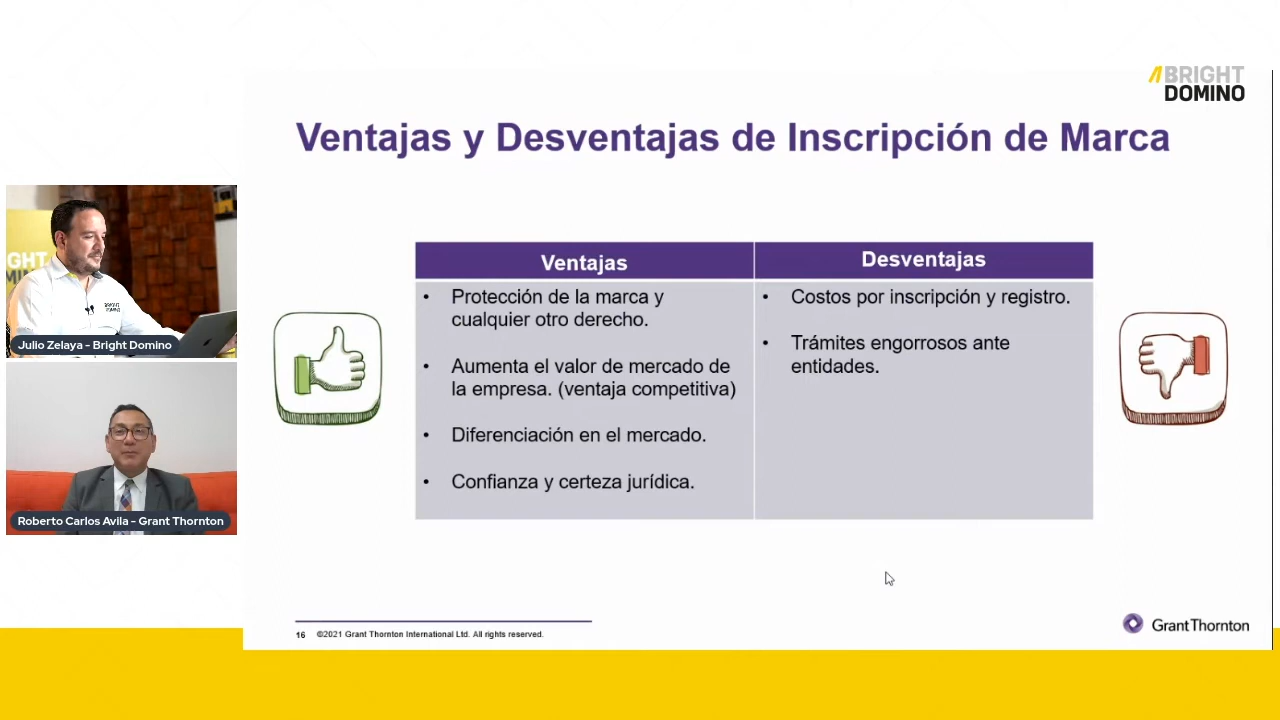 BRIGHT
DOMINO
Ventajas y Desventajas de Inscripción de Marca
Ventajas
• Protección de la marca y
cualquier otro derecho.
• Aumenta el valor de mercado de
la empresa. (ventaja competitiva)
• Diferenciación en el mercado.
• Confianza y certeza jurídica.
Desventajas
• Costos por inscripción y registro.
• Trámites engorrosos ante
entidades.
Julio Zelaya - Bright Domino
Roberto Carlos Avila - Grant Thornton
16 ©2021 Grant Thornton International Ltd. All rights reserved.
Grant Thornton